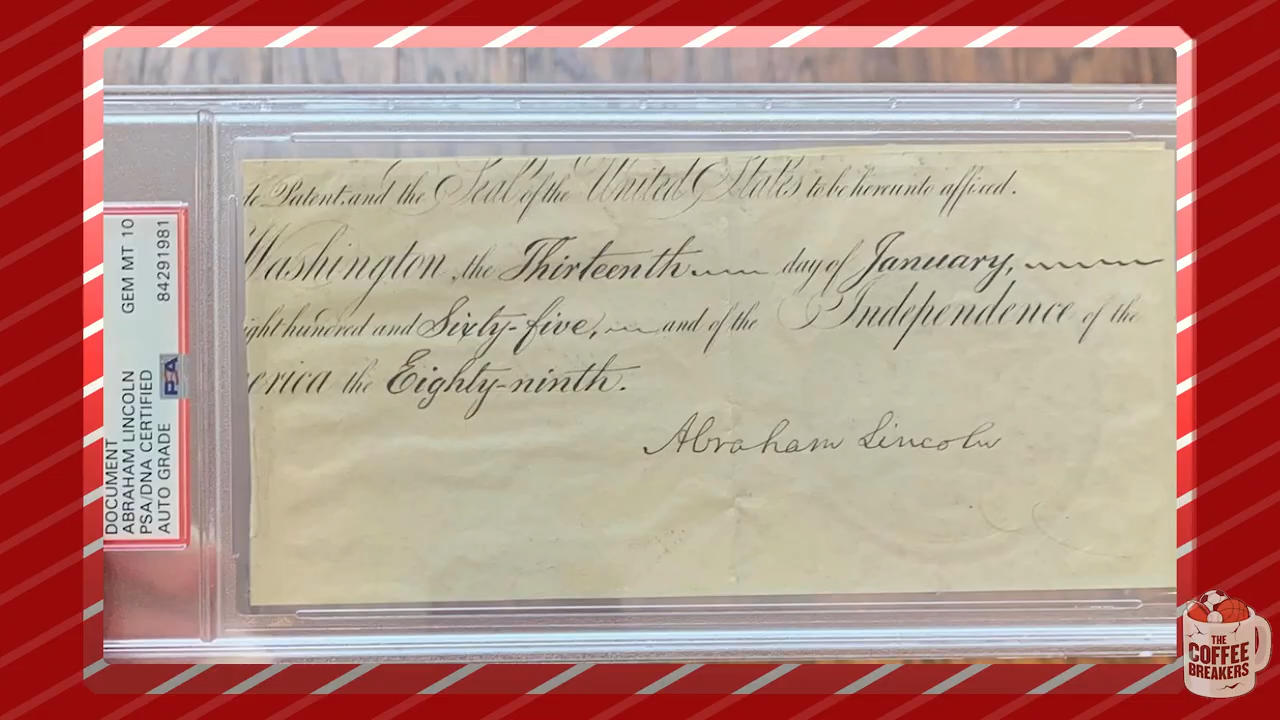 te Patent.and the Seal of the United States to be hereunto affixed.
Washington, the Thirteenth day of January,
ight hundred and Sixty-five, and of the Independence of the
erica the Eighty-ninth.
Abraham Lincoln
DOCUMENT GEM MT 10
ABRAHAM LINCOLN
PSA/DNA CERTIFIED
AUTO GRADE 84291981
PSA
THE
COFFEE
BREAKERS